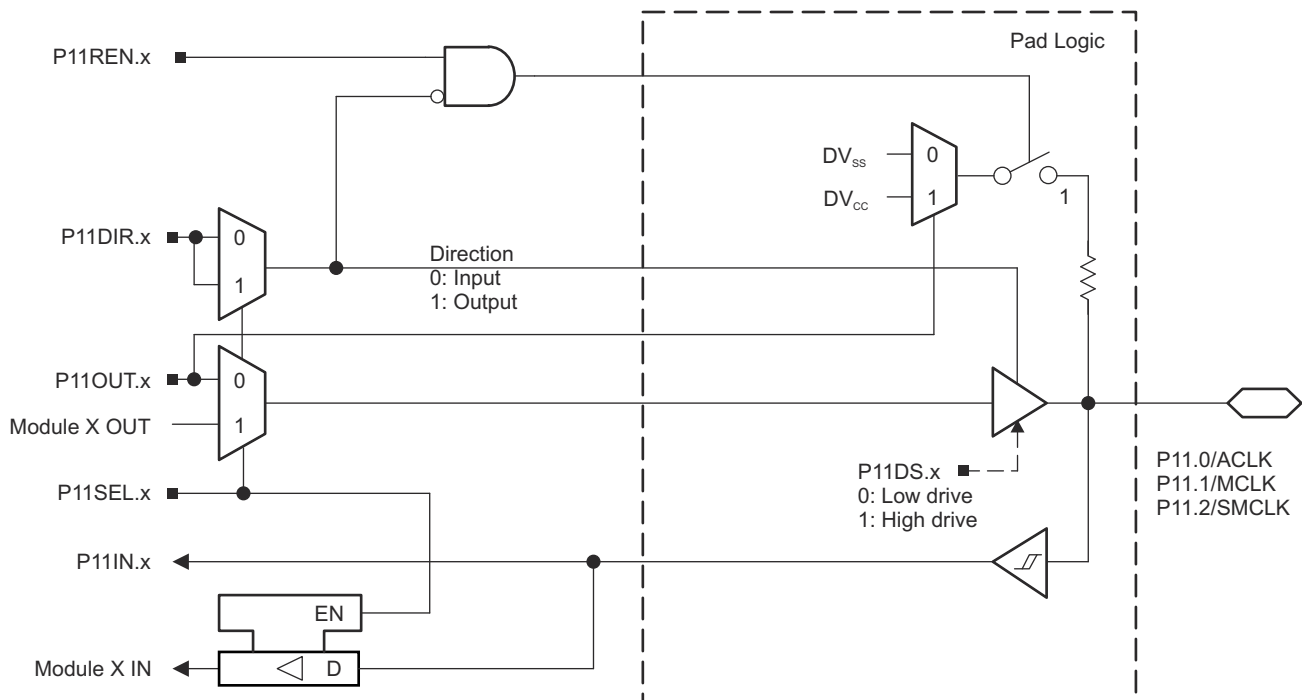 P11REN.x
Pad Logic
DVSS
0
DVCC
1
1
P11DIR.x
0
1
Direction
0: Input
1: Output
P11OUT.x
0
Module X OUT
1
P11SEL.x
P11DS.x
0: Low drive
1: High drive
P11.0/ACLK
P11.1/MCLK
P11.2/SMCLK
P11IN.x
EN
Module X IN
D